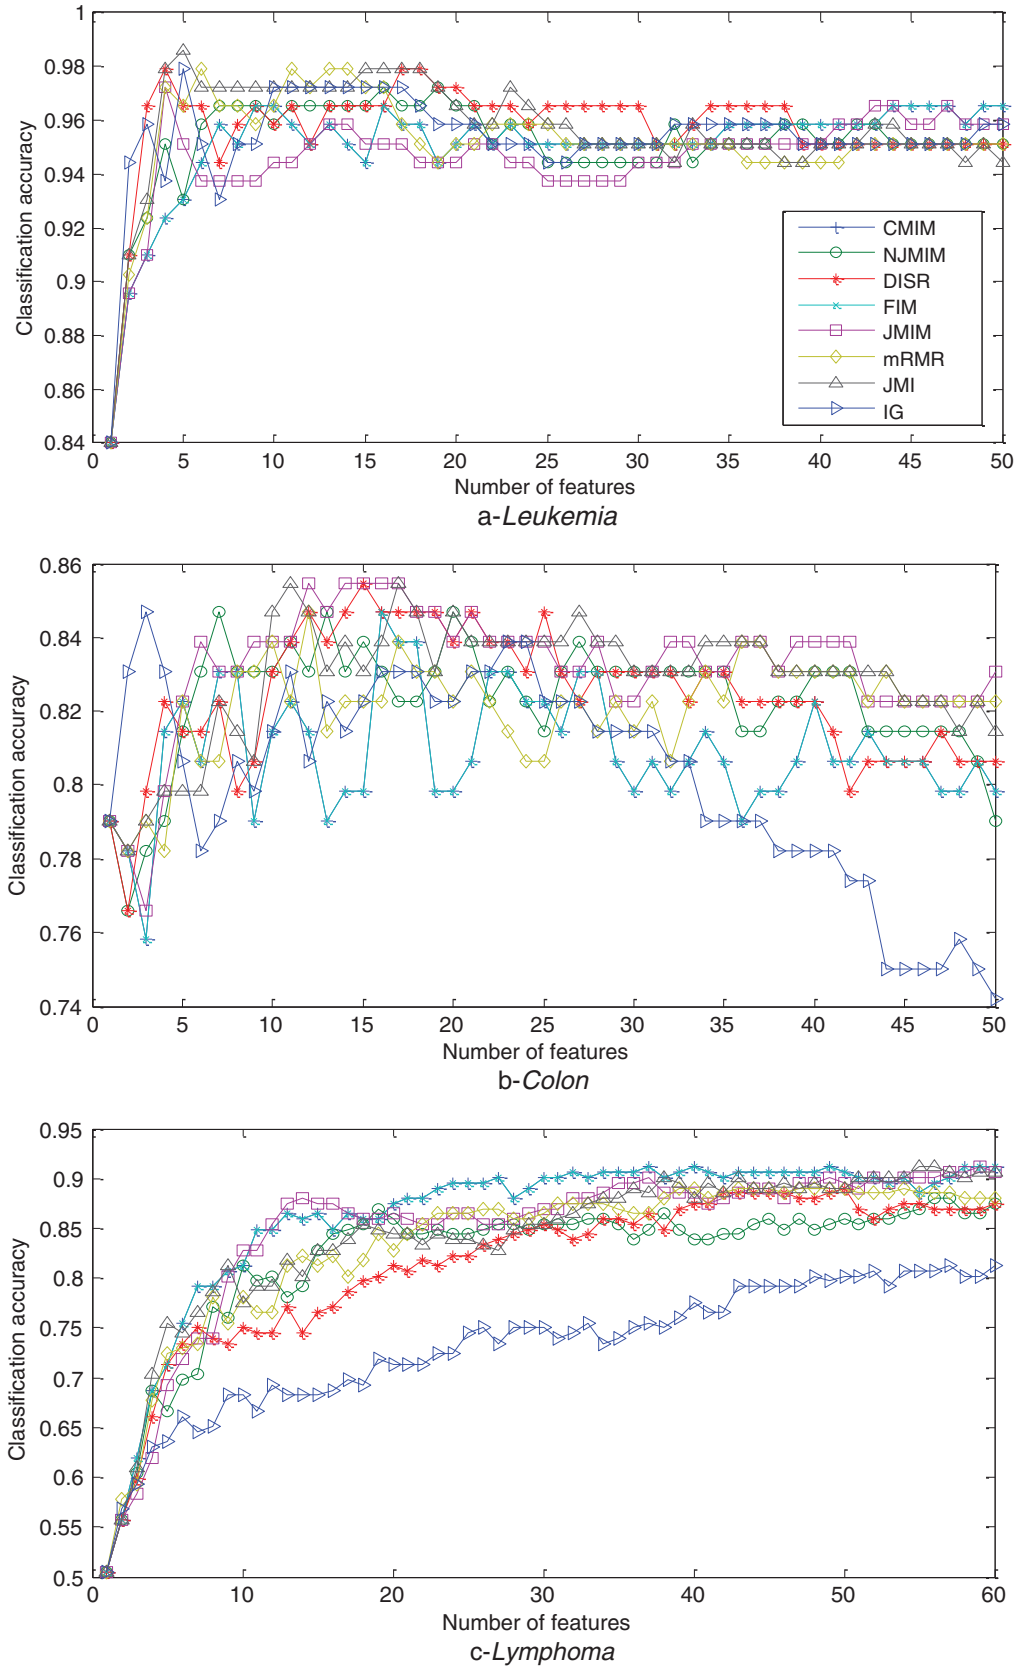 1
0.98
0.96
0.94
0.92
0.9
0.88
0.86
0.84
Classification accuracy
CMIM
NJMIM
DISR
FIM
JMIM
mRMR
JMI
IG
0 5 10 15 20 25 30 35 40 45 50
Number of features
a-Leukemia
0.86
0.84
0.82
0.8
0.78
0.76
0.74
Classification accuracy
0 5 10 15 20 25 30 35 40 45 50
Number of features
b-Colon
0.95
0.9
0.85
0.8
0.75
0.7
0.65
0.6
0.55
0.5
Classification accuracy
0 10 20 30 40 50 60
Number of features
c-Lymphoma